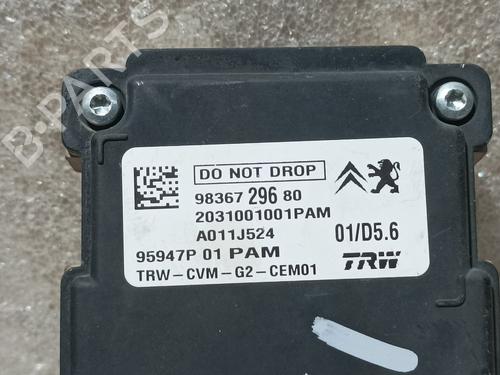 B-PARTS
DO NOT DROP
98367 296 80
2031001001PAM
A011J524
01/D5.6
95947P 01 PAM
TRW-CVM-G2-CEM01
TRW